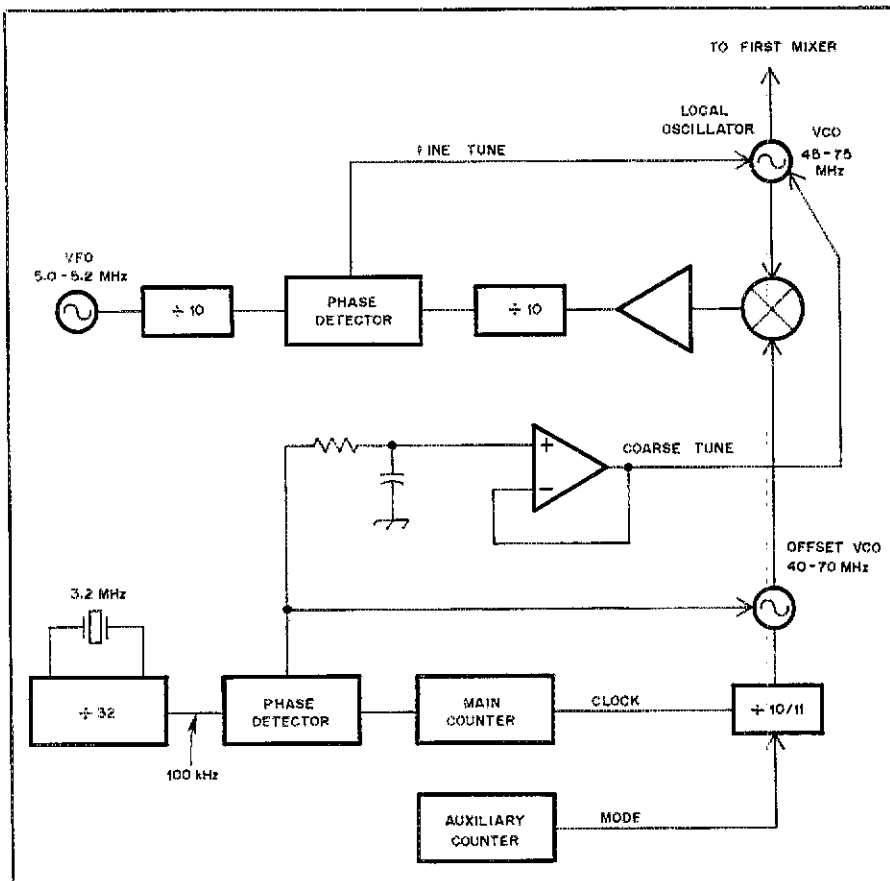 TO FIRST MIXER
LOCAL
OSCILLATOR
VCO
45-75
MHz
FINE TUNE
VFO
5.0-5.2 MHz
÷ 10
PHASE
DETECTOR
÷ 10
+
−
COARSE TUNE
OFFSET VCO
40-70 MHz
3.2 MHz
÷ 32
100 kHz
PHASE
DETECTOR
MAIN
COUNTER
CLOCK
÷ 10/11
AUXILIARY
COUNTER
MODE